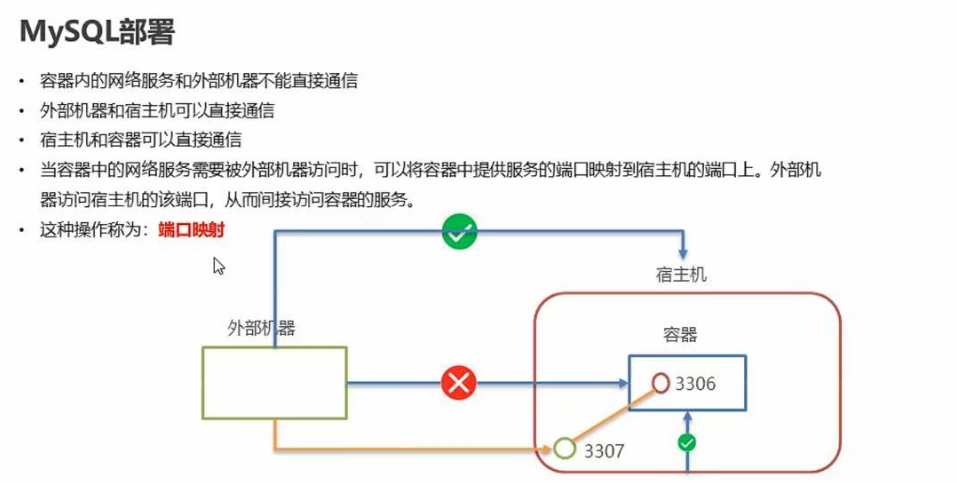 MySQL部署
• 容器内的网络服务和外部机器不能直接通信
• 外部机器和宿主机可以直接通信
• 宿主机和容器可以直接通信
• 当容器中的网络服务需要被外部机器访问时，可以将容器中提供服务的端口映射到宿主机的端口上。外部机
器访问宿主机的该端口，从而间接访问容器的服务。
• 这种操作称为：端口映射
宿主机
外部机器
容器
3306
3307